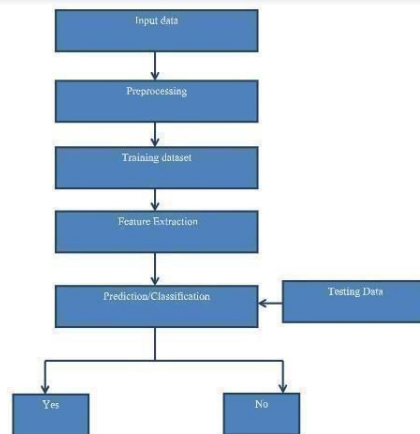 Input data
Preprocessing
Training dataset
Feature Extraction
Prediction/Classification
Testing Data
Yes
No